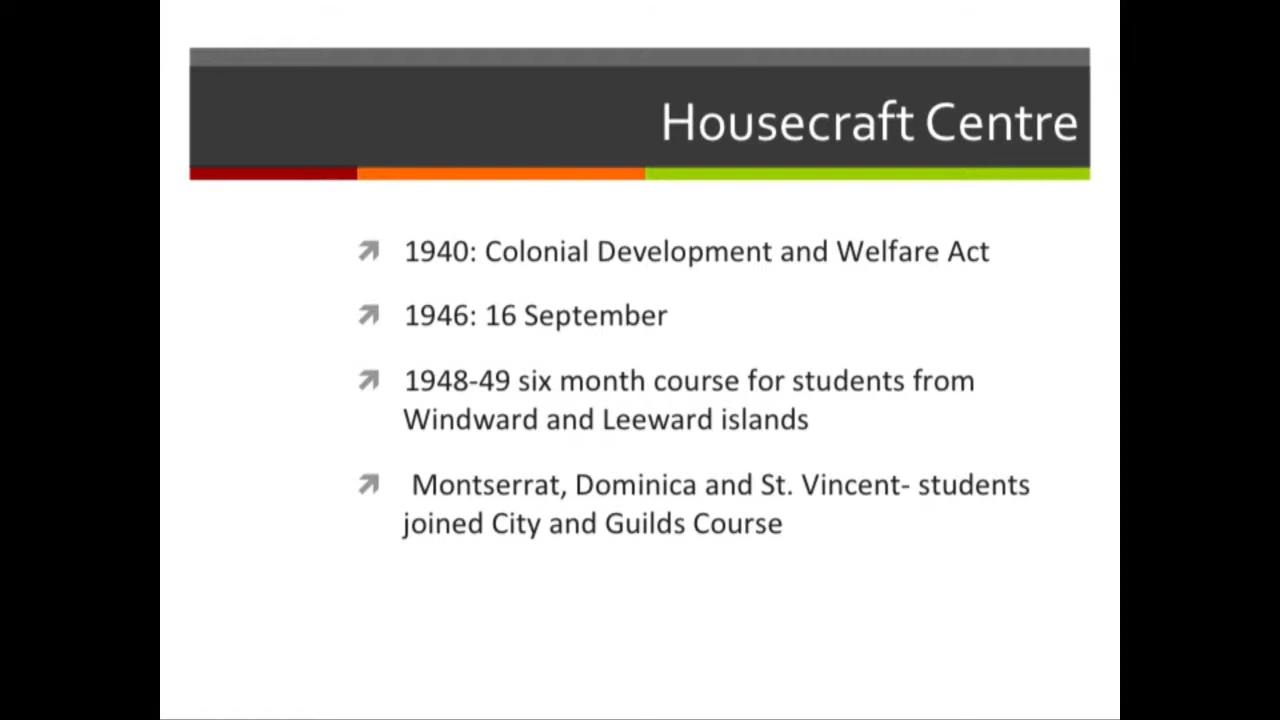 Housecraft Centre
1940: Colonial Development and Welfare Act
1946: 16 September
1948-49 six month course for students from
Windward and Leeward islands
Montserrat, Dominica and St. Vincent- students
joined City and Guilds Course